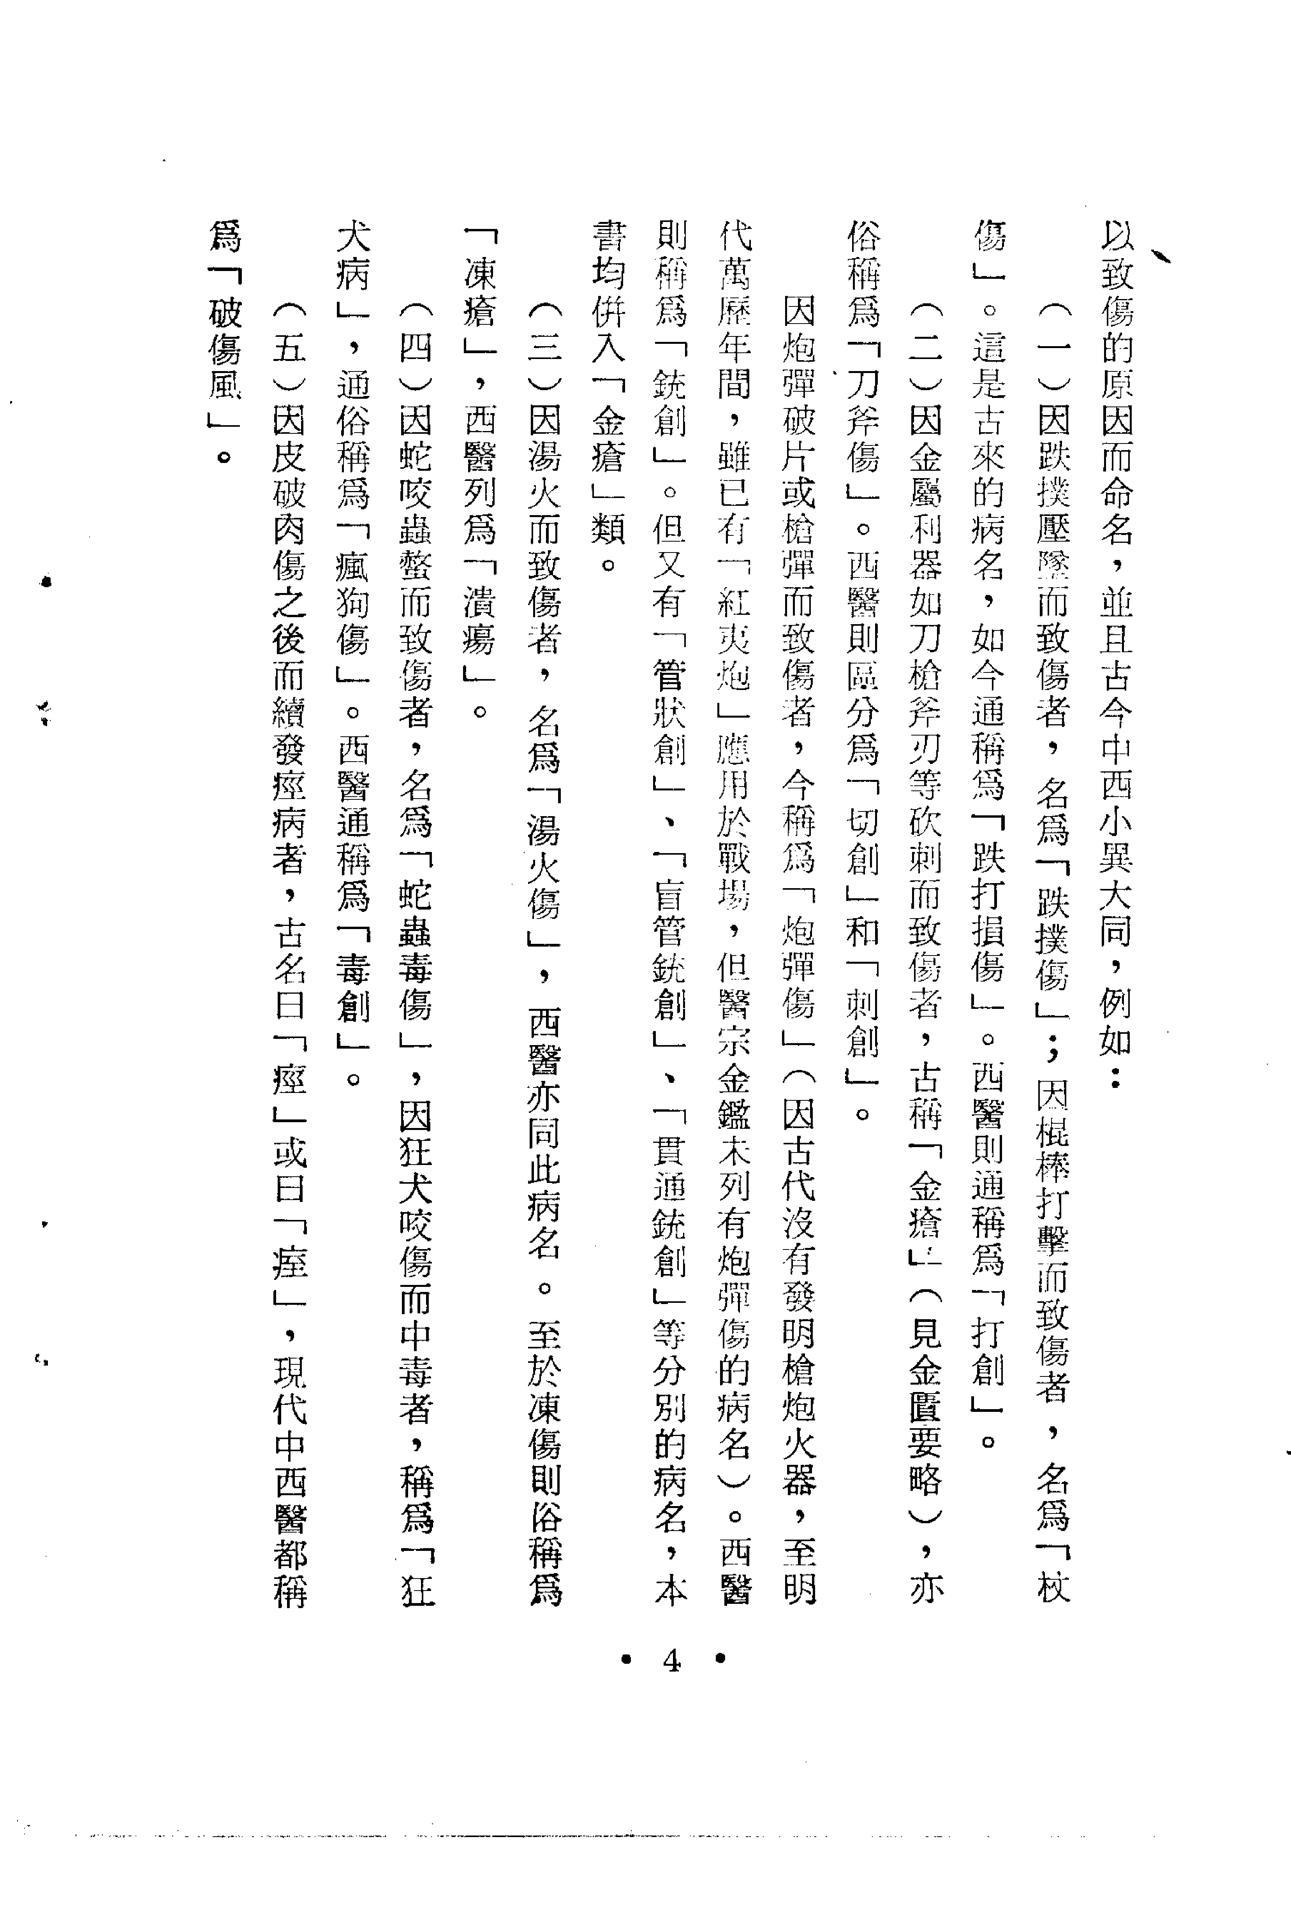 以致傷的原因而命名，並且古今中西小異大同，例如：
（一）因跌撲壓墜而致傷者，名爲「跌撲傷」；因棍棒打擊而致傷者，名爲「杖
傷」。這是古來的病名，如今通稱爲「跌打損傷」。西醫則通稱爲「打創」。
（二）因金屬利器如刀槍斧刃等砍刺而致傷者，古稱「金瘡」（見金匱要略），亦
俗稱爲「刀斧傷」。西醫則區分爲「切創」和「刺創」。
因炮彈破片或槍彈而致傷者，今稱爲「炮彈傷」（因古代沒有發明槍炮火器，至明
代萬歷年間，雖已有「紅夷炮」應用於戰場，但醫宗金鑑未列有炮彈傷的病名）。西醫
則稱爲「銃創」。但又有「管狀創」、「盲管銃創」、「貫通銃創」等分別的病名，本
書均併入「金瘡」類。
（三）因湯火而致傷者，名爲「湯火傷」，西醫亦同此病名。至於凍傷則俗稱爲
「凍瘡」，西醫列爲「潰瘍」。
（四）因蛇咬蟲螫而致傷者，名爲「蛇蟲毒傷」，因狂犬咬傷而中毒者，稱爲「狂
犬病」，通俗稱爲「瘋狗傷」。西醫通稱爲「毒創」。
（五）因皮破肉傷之後而續發痙病者，古名曰「痙」或曰「痓」，現代中西醫都稱
爲「破傷風」。
• 4 •